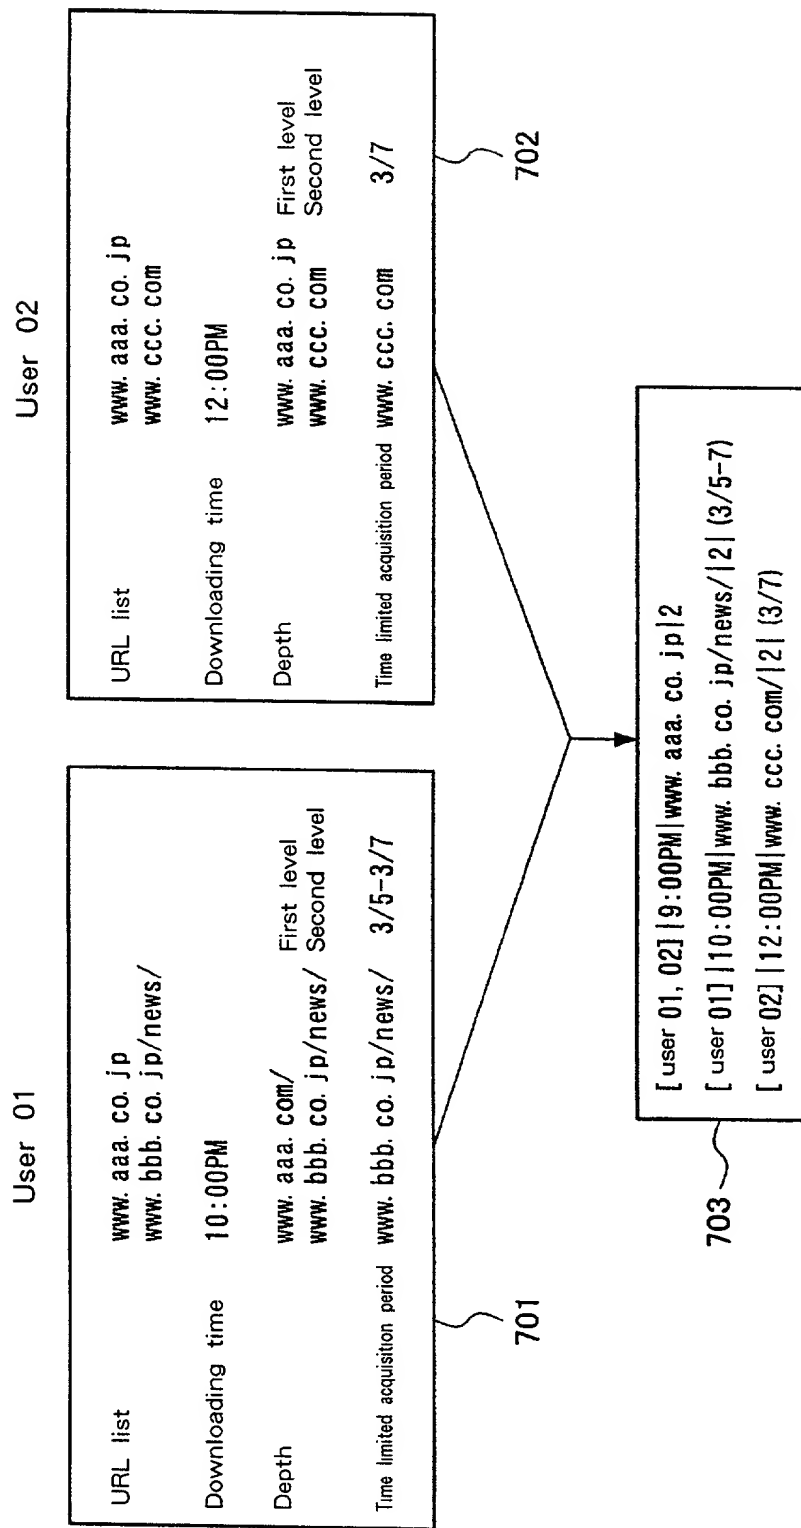 User 01
URL list www. aaa. co. jp
www. bbb. co. jp/news/
Downloading time 10:00PM
Depth www. aaa. com/ First level
www. bbb. co. jp/news/ Second level
Time limited acquisition period www. bbb. co. jp/news/ 3/5-3/7
701
User 02
URL list www. aaa. co. jp
www. ccc. com
Downloading time 12:00PM
Depth www. aaa. co. jp First level
www. ccc. com Second level
Time limited acquisition period www. ccc. com 3/7
702
[ user 01, 02] |9:00PM|www. aaa. co. jp|2
[ user 01] |10:00PM|www. bbb. co. jp/news/|2| (3/5-7)
[ user 02] |12:00PM|www. ccc. com/|2| (3/7)
703